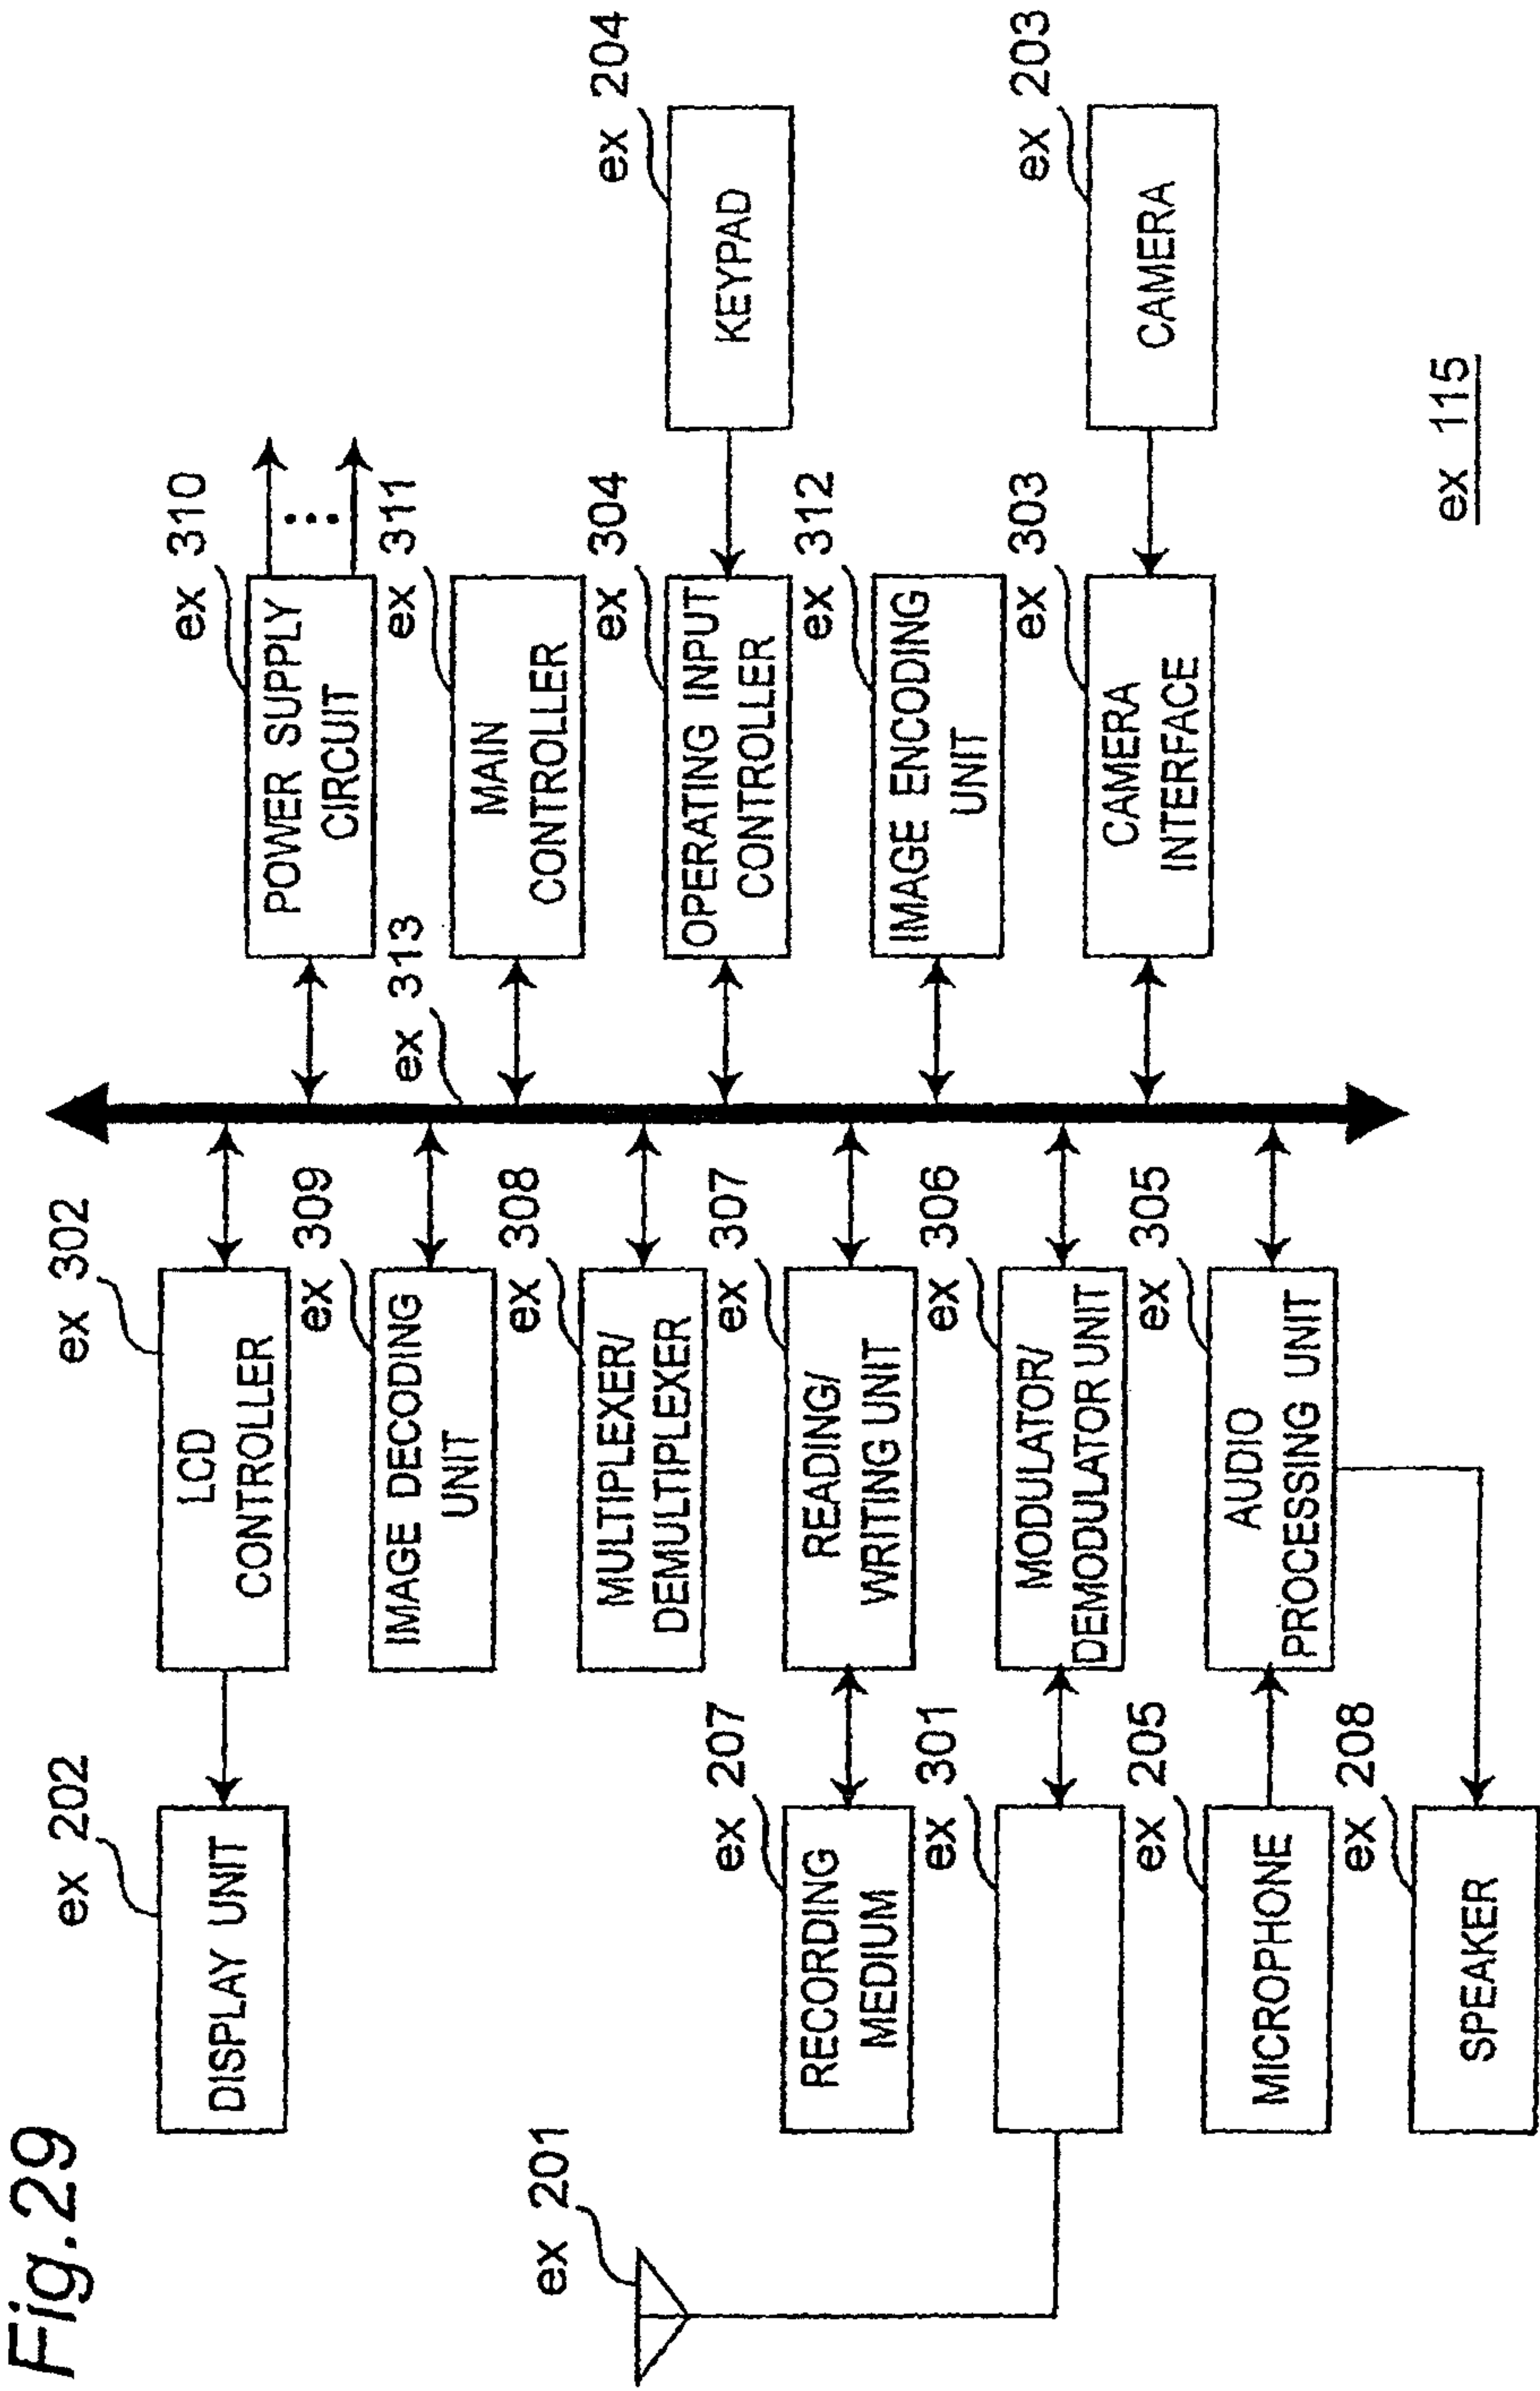 Fig.29
ex 202
DISPLAY UNIT
ex 302
LCD
CONTROLLER
ex 309
IMAGE DECODING
UNIT
ex 308
MULTIPLEXER/
DEMULTIPLEXER
ex 207
RECORDING
MEDIUM
ex 307
READING/
WRITING UNIT
ex 201
ex 301
ex 306
MODULATOR/
DEMODULATOR UNIT
ex 205
MICROPHONE
ex 305
AUDIO
PROCESSING UNIT
ex 208
SPEAKER
ex 313
ex 310
POWER SUPPLY
CIRCUIT
ex 311
MAIN
CONTROLLER
ex 304
OPERATING INPUT
CONTROLLER
ex 204
KEYPAD
ex 312
IMAGE ENCODING
UNIT
ex 303
CAMERA
INTERFACE
ex 203
CAMERA
ex 115